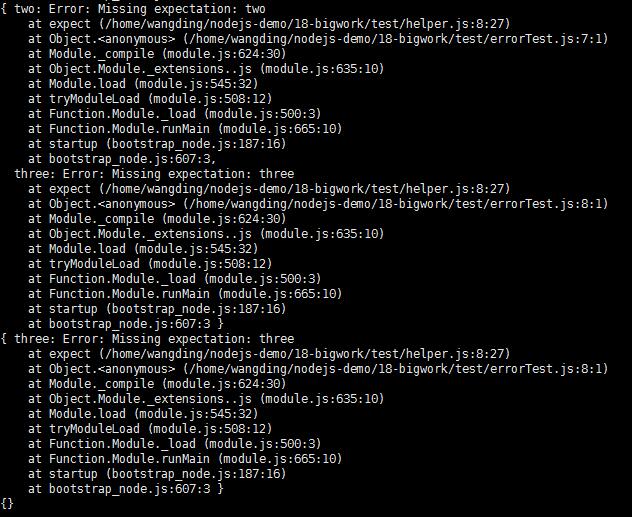 { two: Error: Missing expectation: two
    at expect (/home/wangding/nodejs-demo/18-bigwork/test/helper.js:8:27)
    at Object.<anonymous> (/home/wangding/nodejs-demo/18-bigwork/test/errorTest.js:7:1)
    at Module._compile (module.js:624:30)
    at Object.Module._extensions..js (module.js:635:10)
    at Module.load (module.js:545:32)
    at tryModuleLoad (module.js:508:12)
    at Function.Module._load (module.js:500:3)
    at Function.Module.runMain (module.js:665:10)
    at startup (bootstrap_node.js:187:16)
    at bootstrap_node.js:607:3,
  three: Error: Missing expectation: three
    at expect (/home/wangding/nodejs-demo/18-bigwork/test/helper.js:8:27)
    at Object.<anonymous> (/home/wangding/nodejs-demo/18-bigwork/test/errorTest.js:8:1)
    at Module._compile (module.js:624:30)
    at Object.Module._extensions..js (module.js:635:10)
    at Module.load (module.js:545:32)
    at tryModuleLoad (module.js:508:12)
    at Function.Module._load (module.js:500:3)
    at Function.Module.runMain (module.js:665:10)
    at startup (bootstrap_node.js:187:16)
    at bootstrap_node.js:607:3 }
{ three: Error: Missing expectation: three
    at expect (/home/wangding/nodejs-demo/18-bigwork/test/helper.js:8:27)
    at Object.<anonymous> (/home/wangding/nodejs-demo/18-bigwork/test/errorTest.js:8:1)
    at Module._compile (module.js:624:30)
    at Object.Module._extensions..js (module.js:635:10)
    at Module.load (module.js:545:32)
    at tryModuleLoad (module.js:508:12)
    at Function.Module._load (module.js:500:3)
    at Function.Module.runMain (module.js:665:10)
    at startup (bootstrap_node.js:187:16)
    at bootstrap_node.js:607:3 }
{}